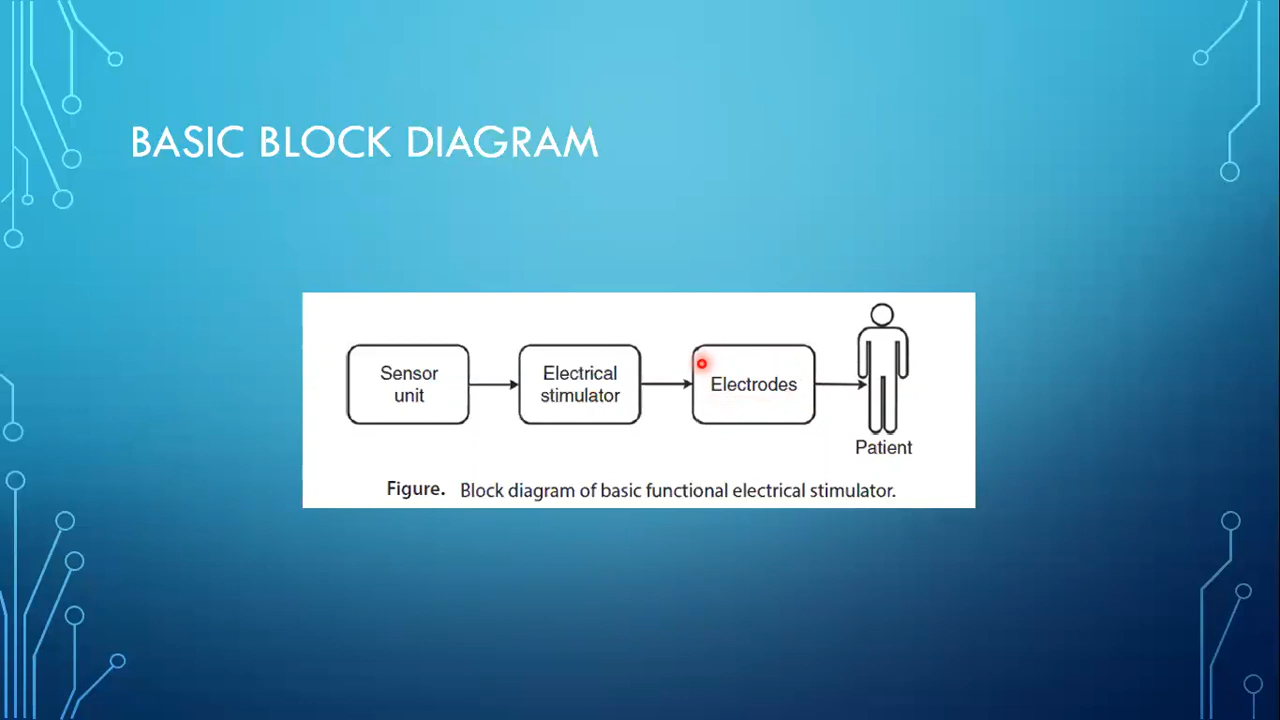 BASIC BLOCK DIAGRAM
Sensor
unit
Electrical
stimulator
Electrodes
Patient
Figure. Block diagram of basic functional electrical stimulator.